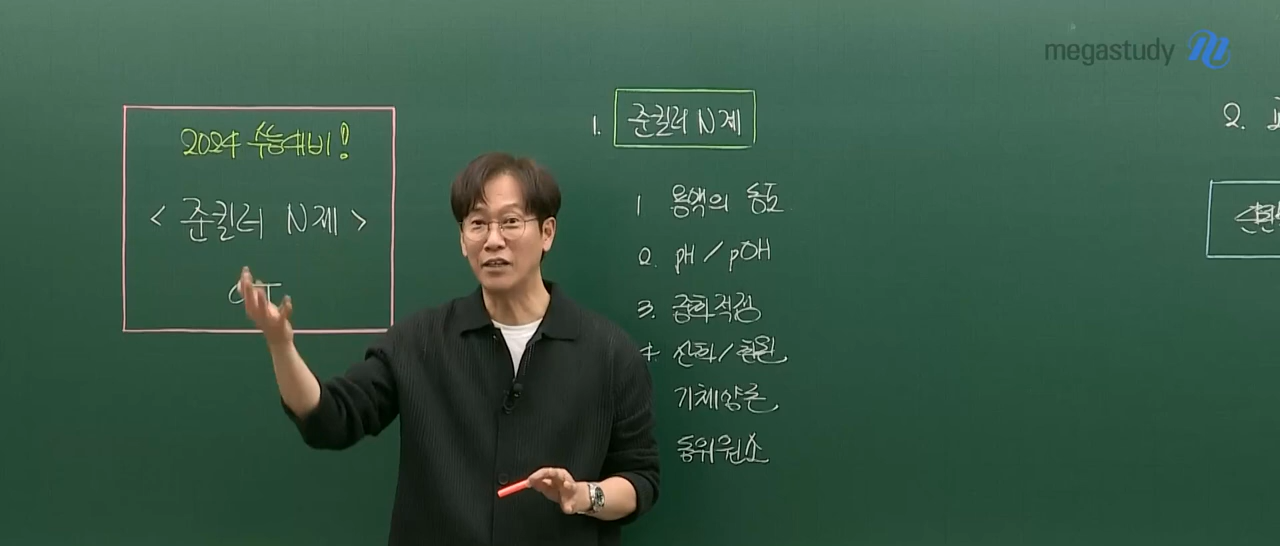 megastudy
2024 수능대비!
< 준킬러 N제 >
OT
1. 준킬러 N제
1 용액의 농도
2. pH / pOH
3. 중화적정
4. 산화/환원
기체양론
동위원소
2.